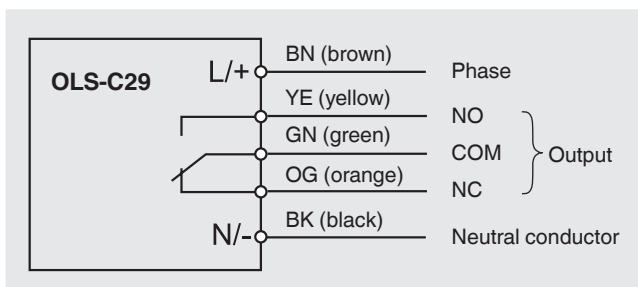 OLS-C29
L/+ BN (brown) Phase
YE (yellow) NO
GN (green) COM Output
OG (orange) NC
N/- BK (black) Neutral conductor